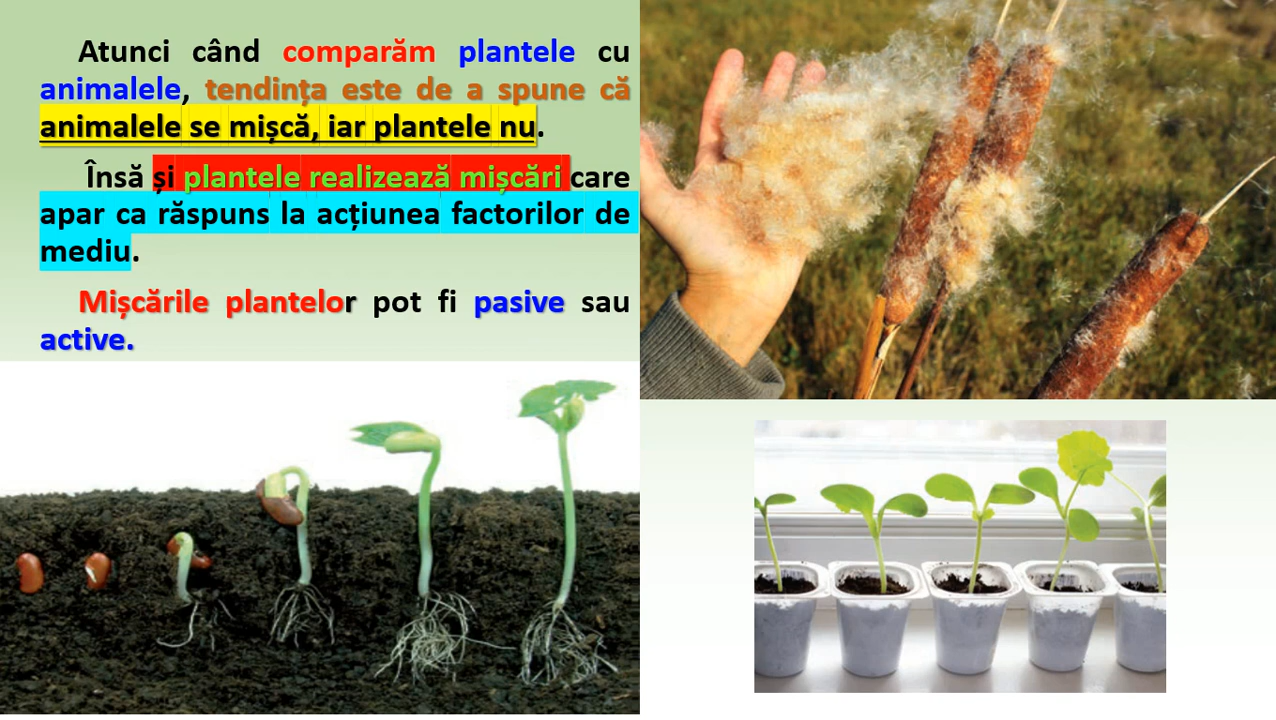 Atunci când comparăm plantele cu
animalele, tendința este de a spune că
animalele se mișcă, iar plantele nu.
Însă și plantele realizează mișcări care
apar ca răspuns la acțiunea factorilor de
mediu.
Mișcările plantelor pot fi pasive sau
active.